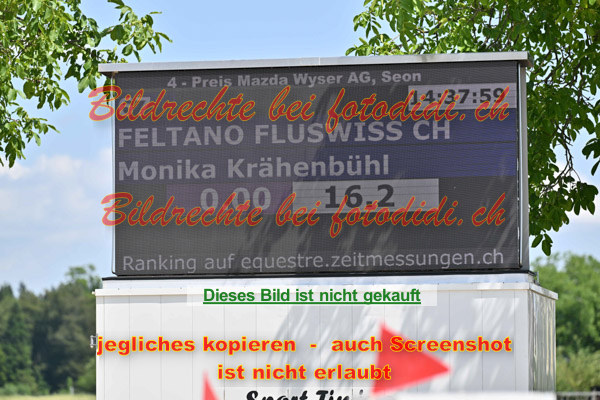 4 - Preis Mazda Wyser AG, Seon
Bildrechte bei fotodidi.ch
14:37:59
FELTANO FLUSWISS CH
Monika Krähenbühl
0.00 16.2
Bildrechte bei fotodidi.ch
Ranking auf equestre.zeitmessungen.ch
Dieses Bild ist nicht gekauft
jegliches kopieren - auch Screenshot
ist nicht erlaubt
Sport